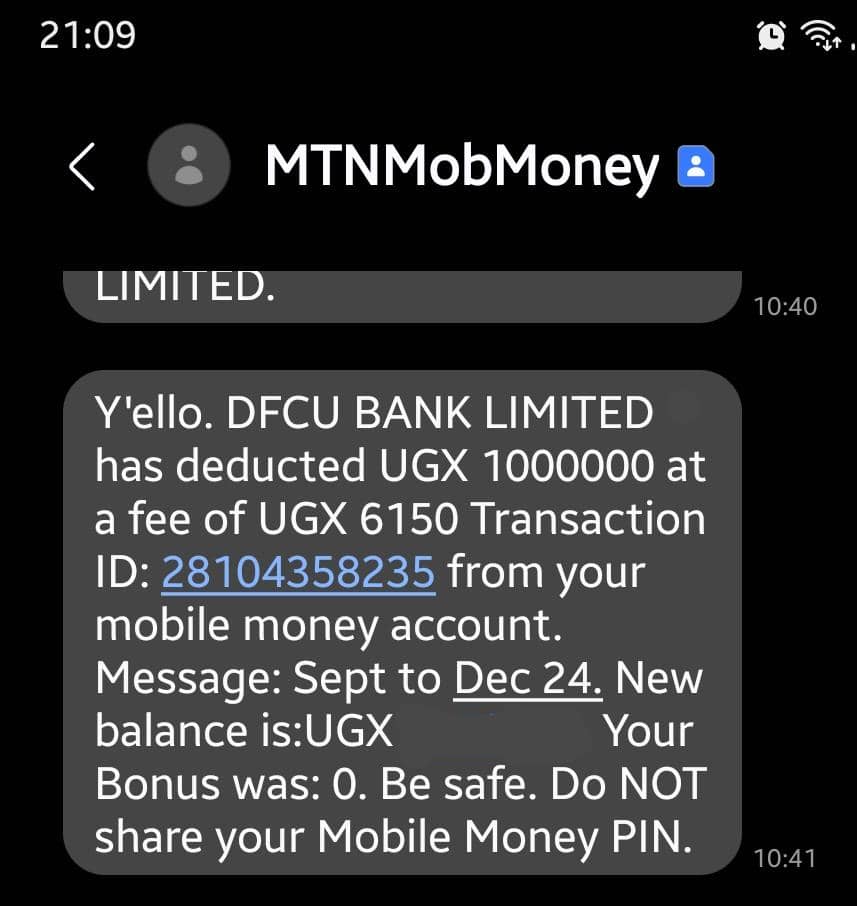 21:09
MTNMobMoney
LIMITED.
10:40
Y'ello. DFCU BANK LIMITED
has deducted UGX 1000000 at
a fee of UGX 6150 Transaction
ID: 28104358235 from your
mobile money account.
Message: Sept to Dec 24. New
balance is:UGX Your
Bonus was: 0. Be safe. Do NOT
share your Mobile Money PIN.
10:41